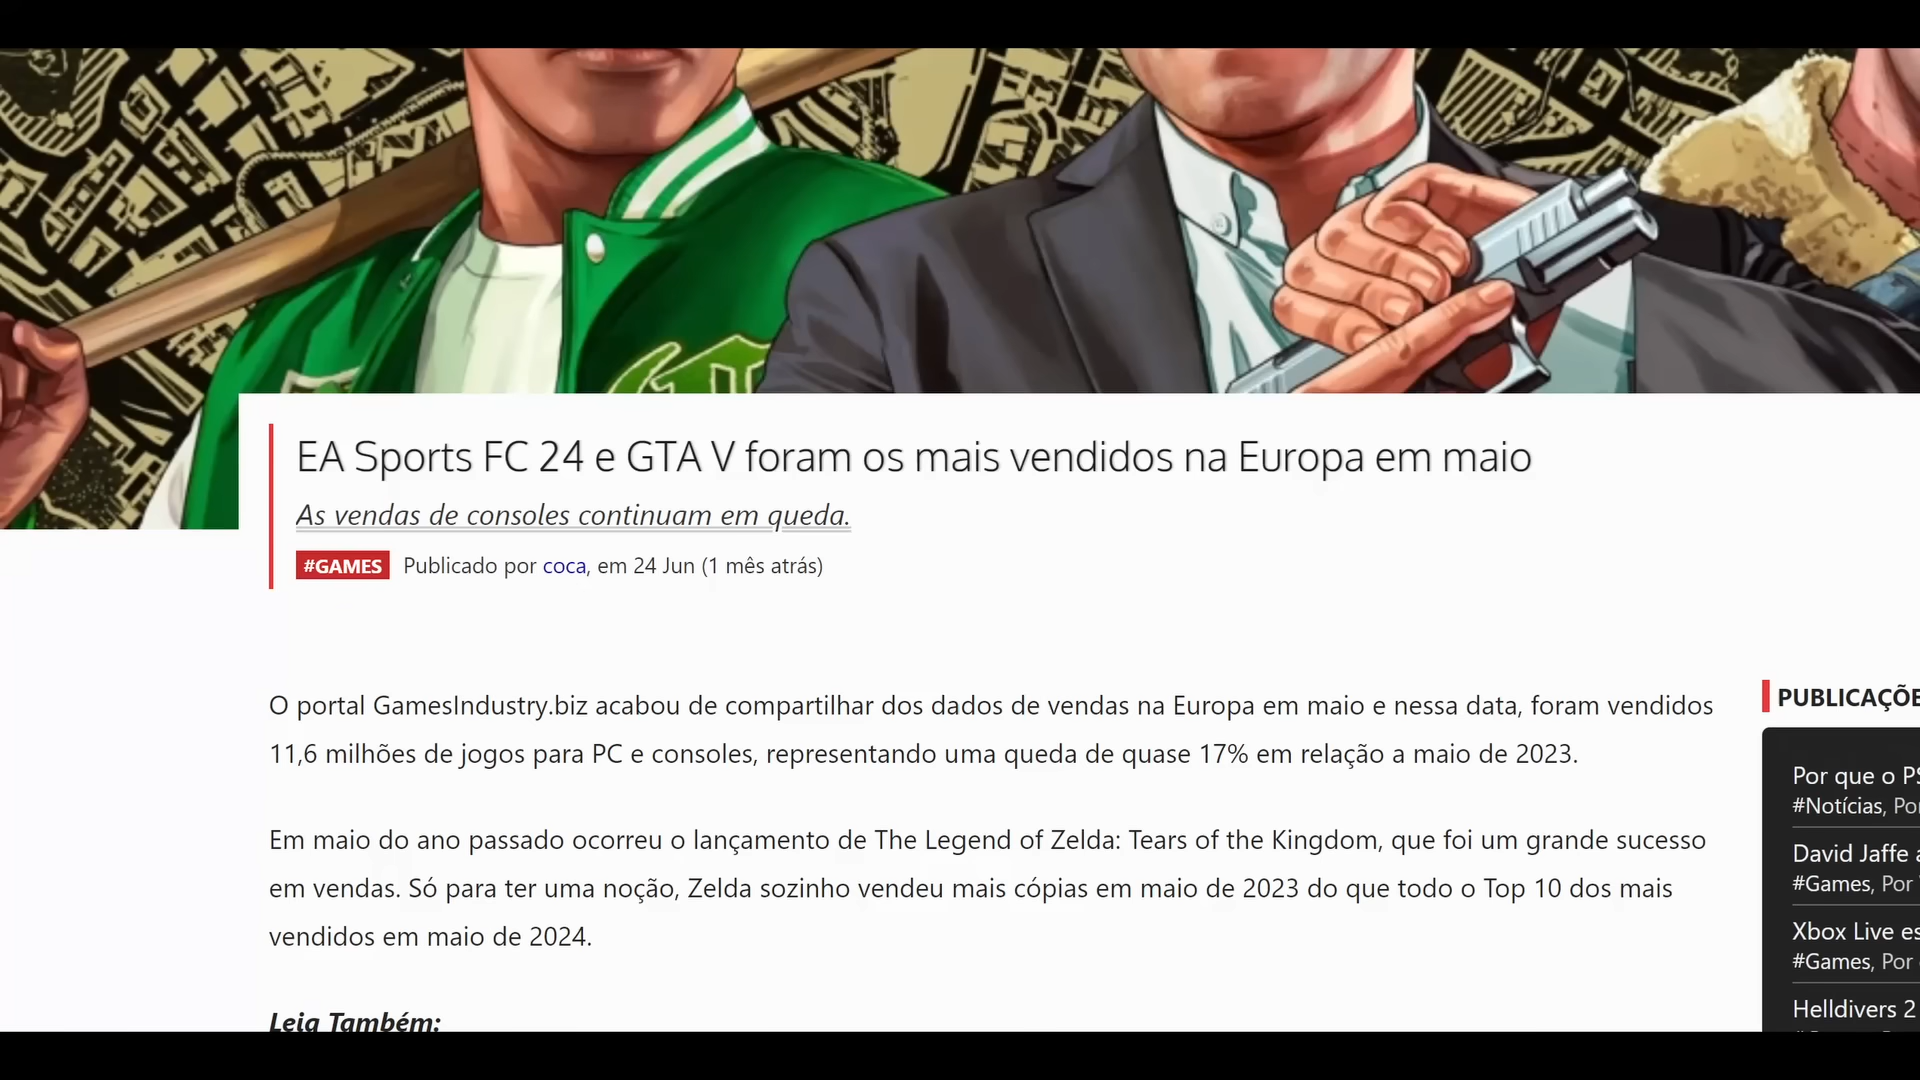 EA Sports FC 24 e GTA V foram os mais vendidos na Europa em maio
As vendas de consoles continuam em queda.
#GAMES Publicado por coca, em 24 Jun (1 mês atrás)
O portal GamesIndustry.biz acabou de compartilhar dos dados de vendas na Europa em maio e nessa data, foram vendidos
11,6 milhões de jogos para PC e consoles, representando uma queda de quase 17% em relação a maio de 2023.
Em maio do ano passado ocorreu o lançamento de The Legend of Zelda: Tears of the Kingdom, que foi um grande sucesso
em vendas. Só para ter uma noção, Zelda sozinho vendeu mais cópias em maio de 2023 do que todo o Top 10 dos mais
vendidos em maio de 2024.
Leia Também:
PUBLICAÇÕE
Por que o PS
#Notícias, Por
David Jaffe a
#Games, Por
Xbox Live es
#Games, Por
Helldivers 2